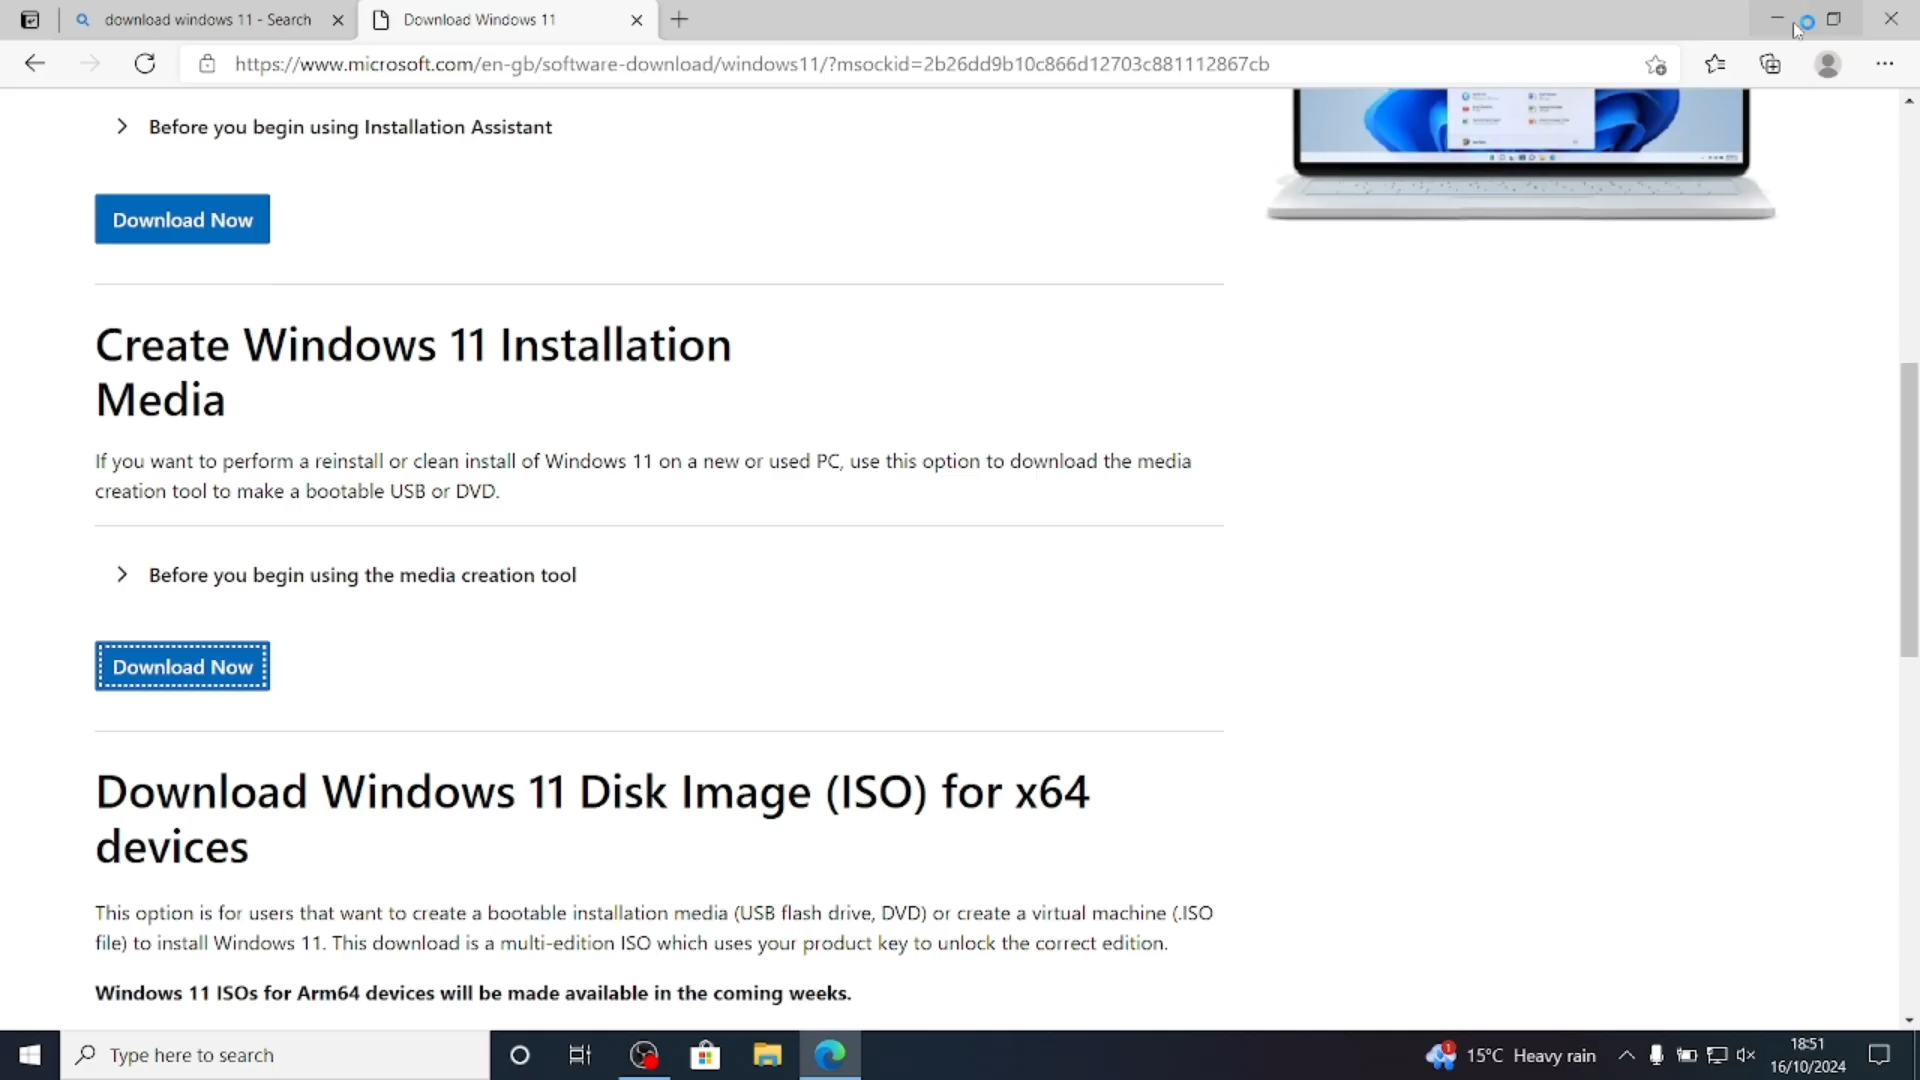 download windows 11 - Search
Download Windows 11
https://www.microsoft.com/en-gb/software-download/windows11/?msockid=2b26dd9b10c866d12703c881112867cb
Before you begin using Installation Assistant
Download Now
Create Windows 11 Installation
Media
If you want to perform a reinstall or clean install of Windows 11 on a new or used PC, use this option to download the media
creation tool to make a bootable USB or DVD.
Before you begin using the media creation tool
Download Now
Download Windows 11 Disk Image (ISO) for x64
devices
This option is for users that want to create a bootable installation media (USB flash drive, DVD) or create a virtual machine (.ISO
file) to install Windows 11. This download is a multi-edition ISO which uses your product key to unlock the correct edition.
Windows 11 ISOs for Arm64 devices will be made available in the coming weeks.
Type here to search
1
15°C Heavy rain
18:51
16/10/2024